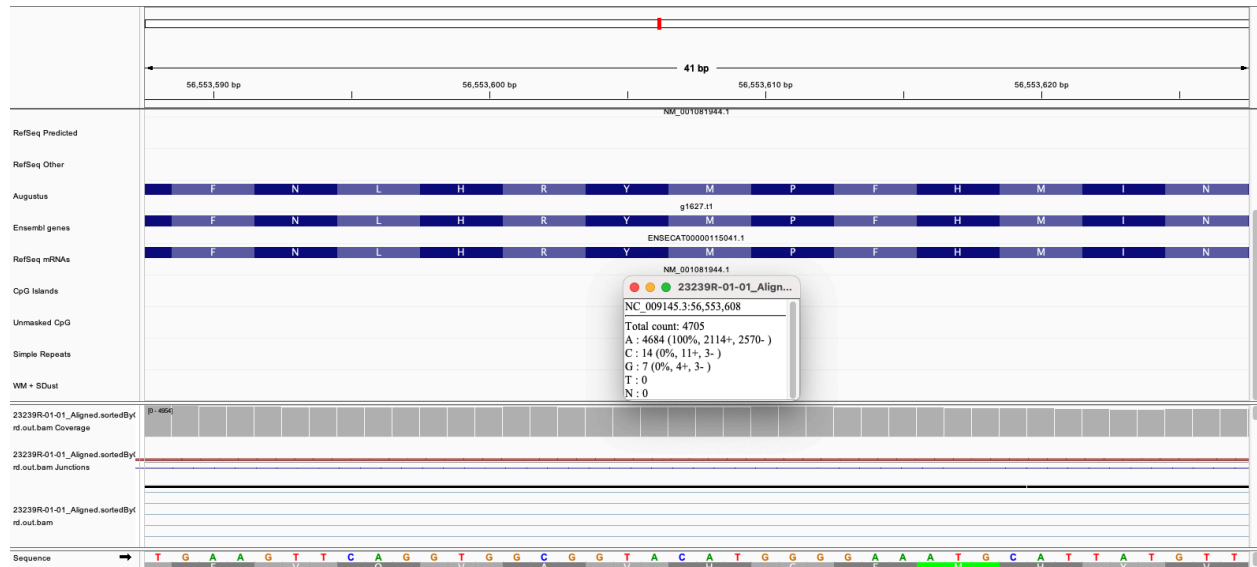 41 bp
56,553,590 bp 56,553,600 bp 56,553,610 bp 56,553,620 bp
NM_001081944.1
RefSeq Predicted
RefSeq Other
Augustus
F N L H R Y M P F H M I N
g1627.t1
Ensembl genes
F N L H R Y M P F H M I N
ENSECAT00000115041.1
RefSeq mRNAs
F N L H R Y M P F H M I N
NM_001081944.1
CpG Islands
Unmasked CpG
Simple Repeats
WM + SDust
23239R-01-01_Align...
NC_009145.3:56,553,608
Total count: 4705
A : 4684 (100%, 2114+, 2570- )
C : 14 (0%, 11+, 3- )
G : 7 (0%, 4+, 3- )
T : 0
N : 0
23239R-01-01_Aligned.sortedBy
rd.out.bam Coverage
[0 - 4954]
23239R-01-01_Aligned.sortedBy
rd.out.bam Junctions
23239R-01-01_Aligned.sortedBy
rd.out.bam
Sequence
T G A A G T T C A G G T G G C G G T A C A T G G G G A A A T G C A T T A T G T T